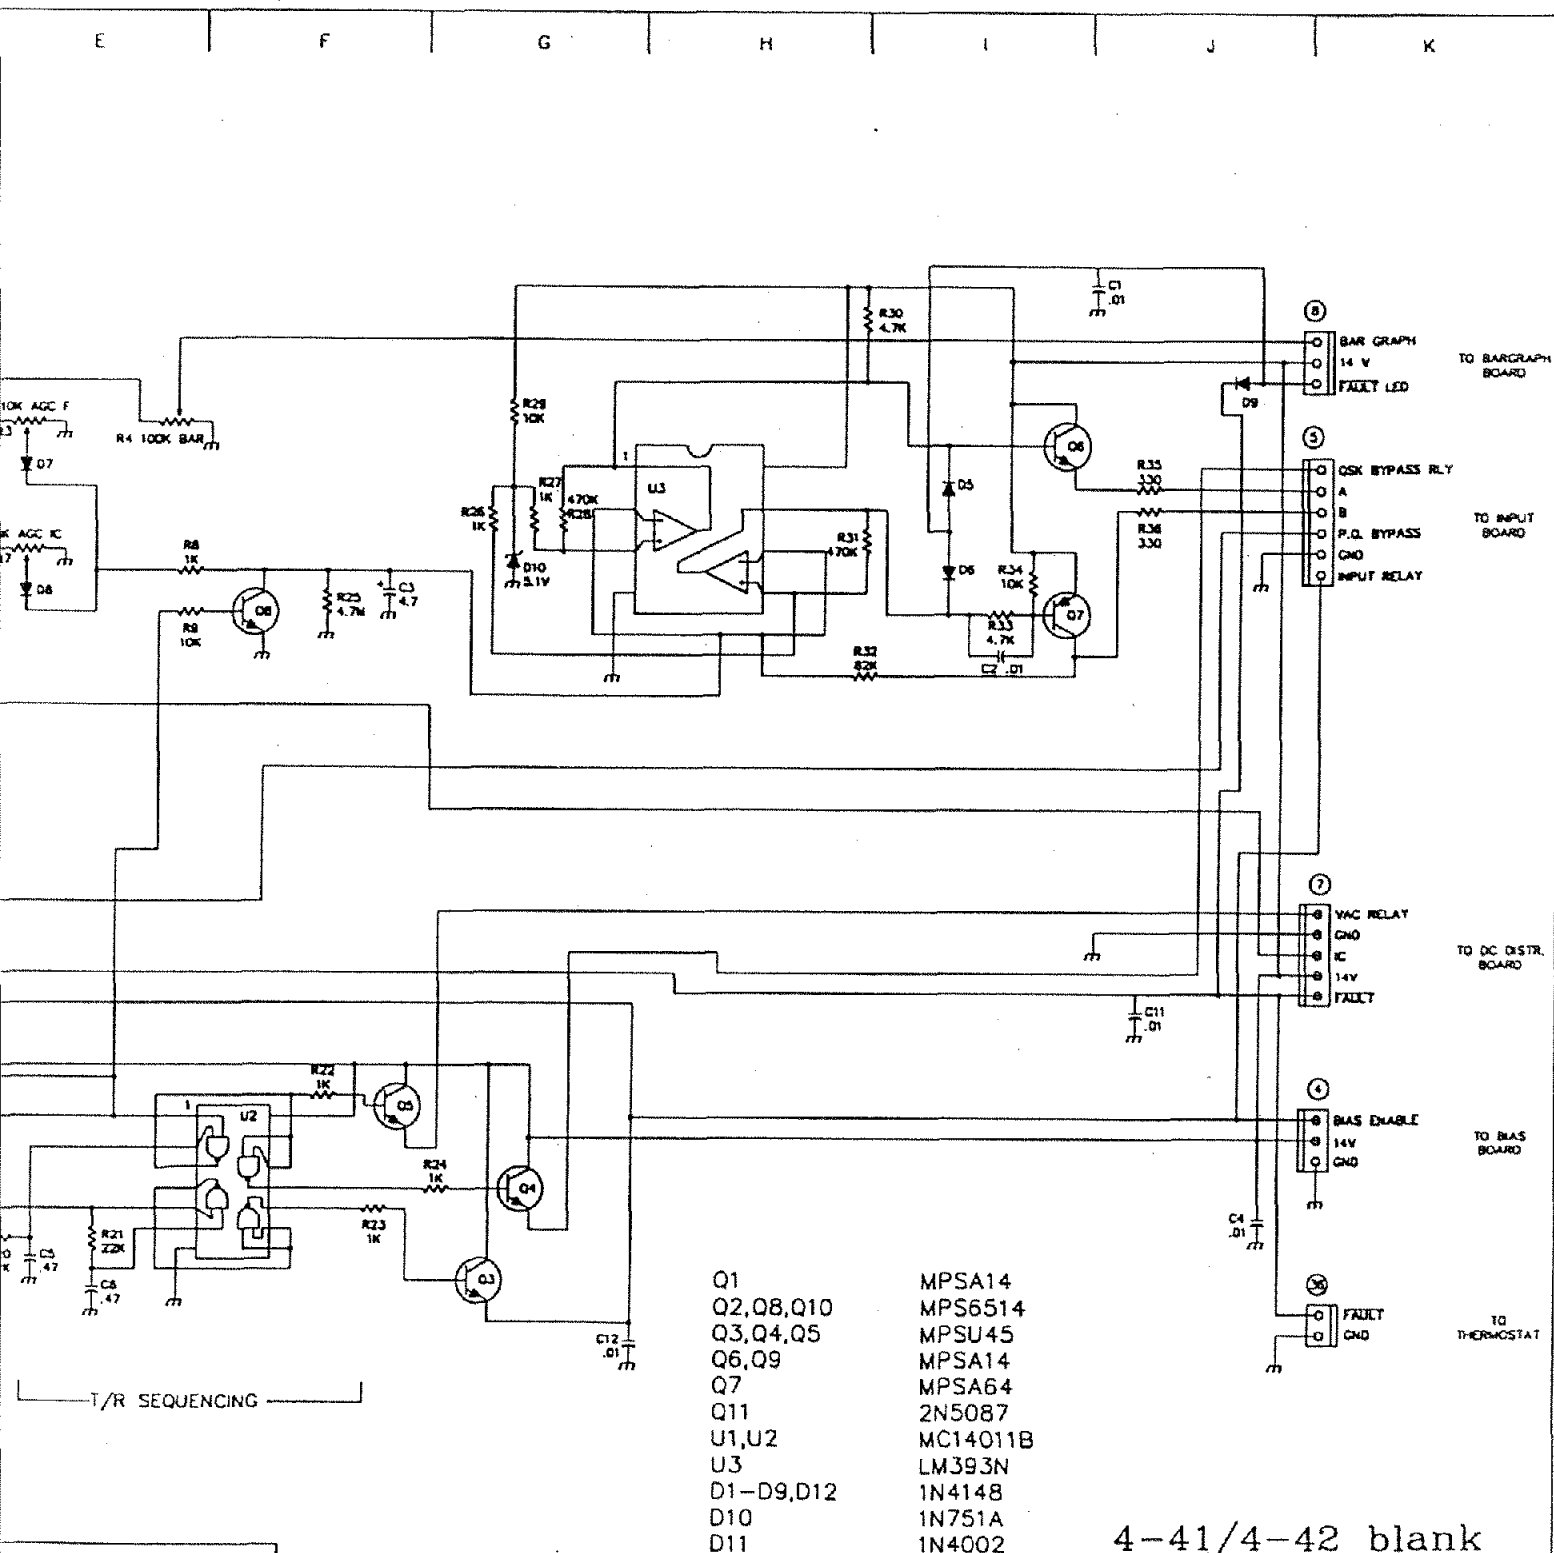 E F G H I J K
C1
.01
8
R30
4.7K
BAR GRAPH
14 V
FAULT LED
TO BARGRAPH
BOARD
D9
10K AGC F
R4 100K BAR
R29
10K
D7
5
Q6
QSK BYPASS RLY
A
B
P.O. BYPASS
GND
INPUT RELAY
TO INPUT
BOARD
R35
330
R36
330
1
U3
R27
1K
470K
R28
R26
1K
D5
R31
470K
AGC IC
R8
1K
D10
5.1V
D6
R34
10K
D8
R25
4.7M
C3
4.7
Q8
R9
10K
Q7
R33
4.7K
C2 .01
R32
82K
7
VAC RELAY
GND
IC
14V
FAULT
TO DC DISTR.
BOARD
C11
.01
R22
1K
Q5
4
BIAS ENABLE
14V
GND
TO BIAS
BOARD
1
U2
R24
1K
Q4
R23
1K
R21
22K
C5
.47
C6
.47
Q3
C4
.01
C12
.01
36
FAULT
GND
TO
THERMOSTAT
T/R SEQUENCING
Q1 MPSA14
Q2,Q8,Q10 MPS6514
Q3,Q4,Q5 MPSU45
Q6,Q9 MPSA14
Q7 MPSA64
Q11 2N5087
U1,U2 MC14011B
U3 LM393N
D1-D9,D12 1N4148
D10 1N751A
D11 1N4002
4-41/4-42 blank